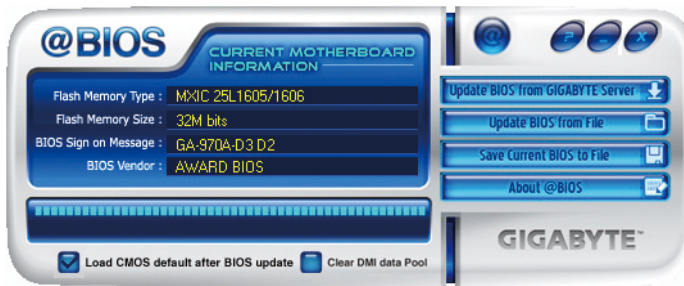 @BIOS
CURRENT MOTHERBOARD
INFORMATION
Flash Memory Type : MXIC 25L1605/1606
Flash Memory Size : 32M bits
BIOS Sign on Message : GA-970A-D3 D2
BIOS Vendor : AWARD BIOS
Load CMOS default after BIOS update
Clear DMI data Pool
@
? – X
Update BIOS from GIGABYTE Server
Update BIOS from File
Save Current BIOS to File
About @BIOS
GIGABYTE™